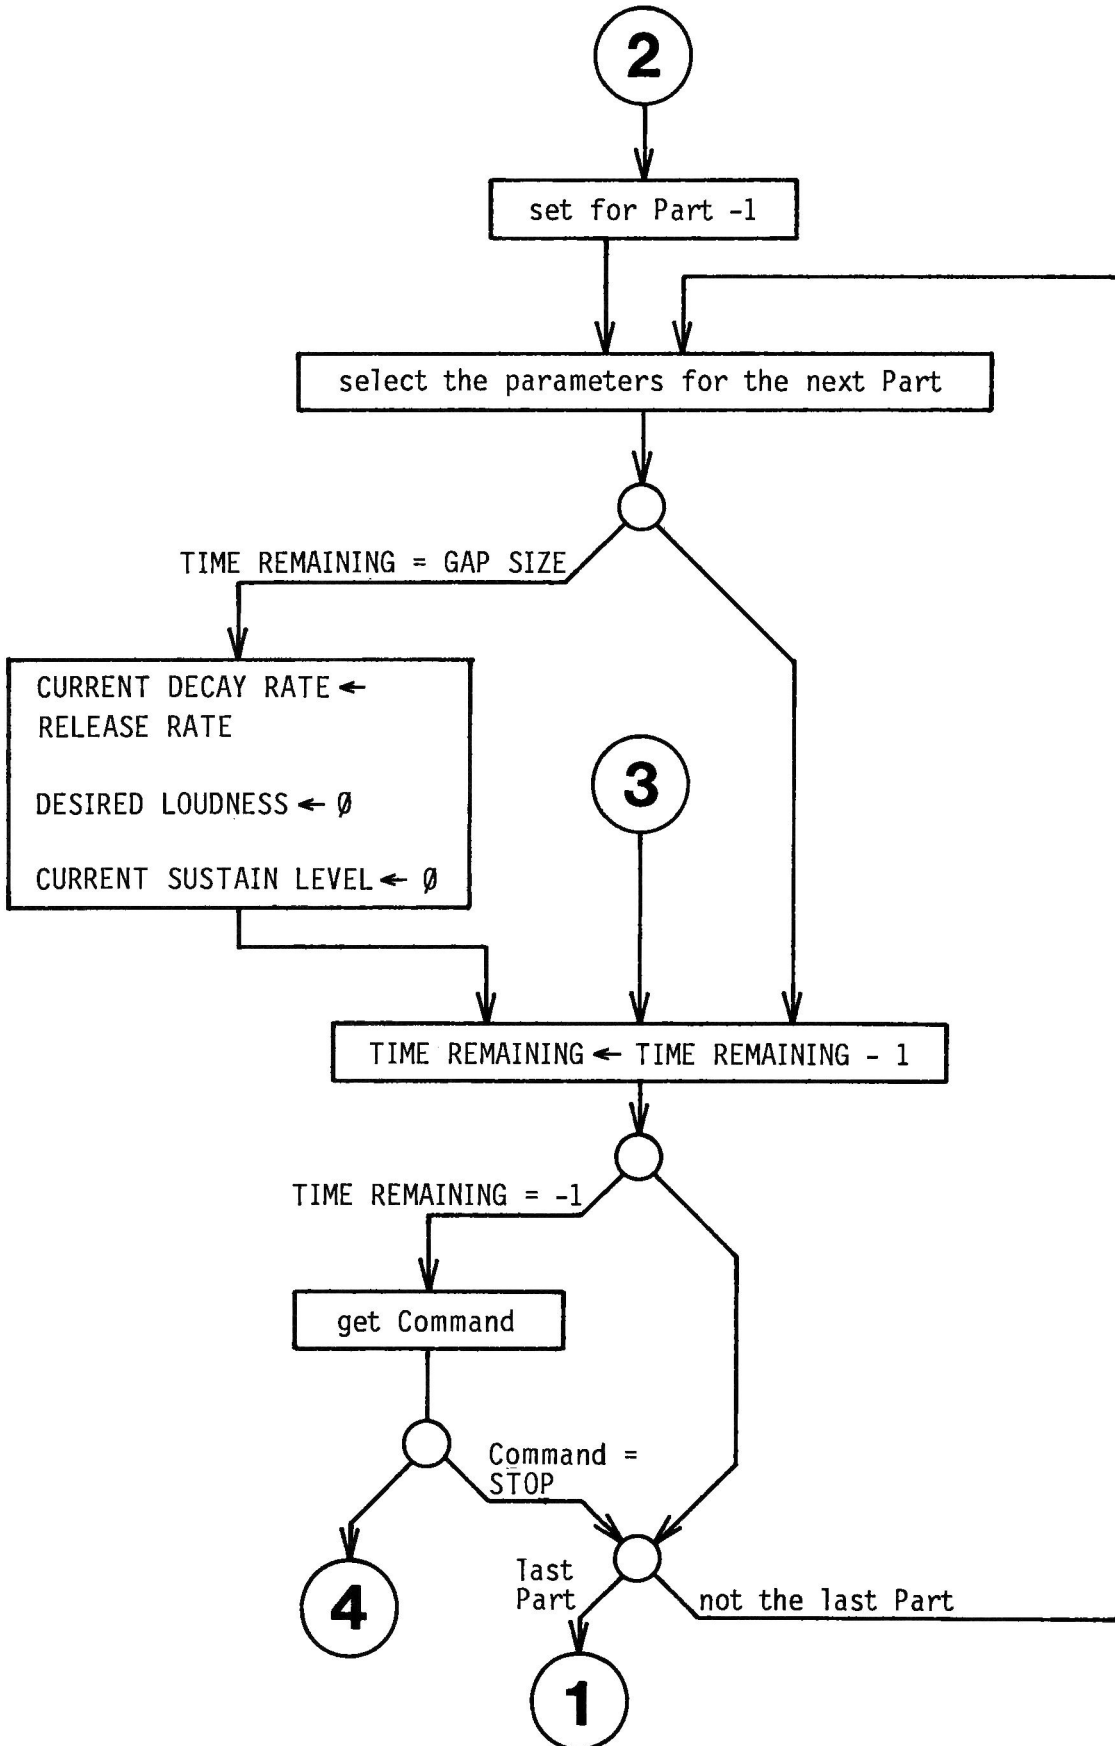 2
set for Part -1
select the parameters for the next Part
TIME REMAINING = GAP SIZE
CURRENT DECAY RATE ←
RELEASE RATE
DESIRED LOUDNESS ← Ø
CURRENT SUSTAIN LEVEL ← Ø
3
TIME REMAINING ← TIME REMAINING - 1
TIME REMAINING = -1
get Command
Command =
STOP
last
Part
not the last Part
4
1